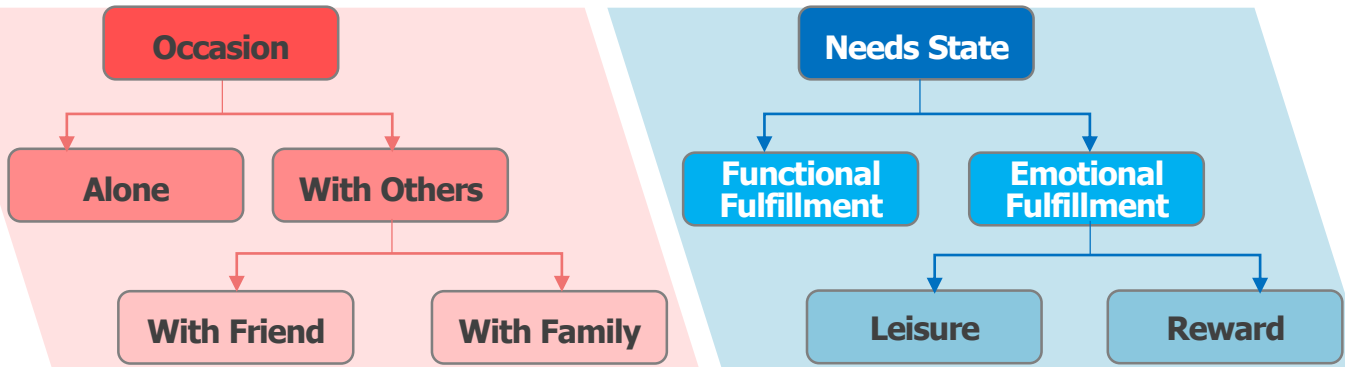 Occasion
Needs State
Alone
With Others
Functional
Fulfillment
Emotional
Fulfillment
With Friend
With Family
Leisure
Reward